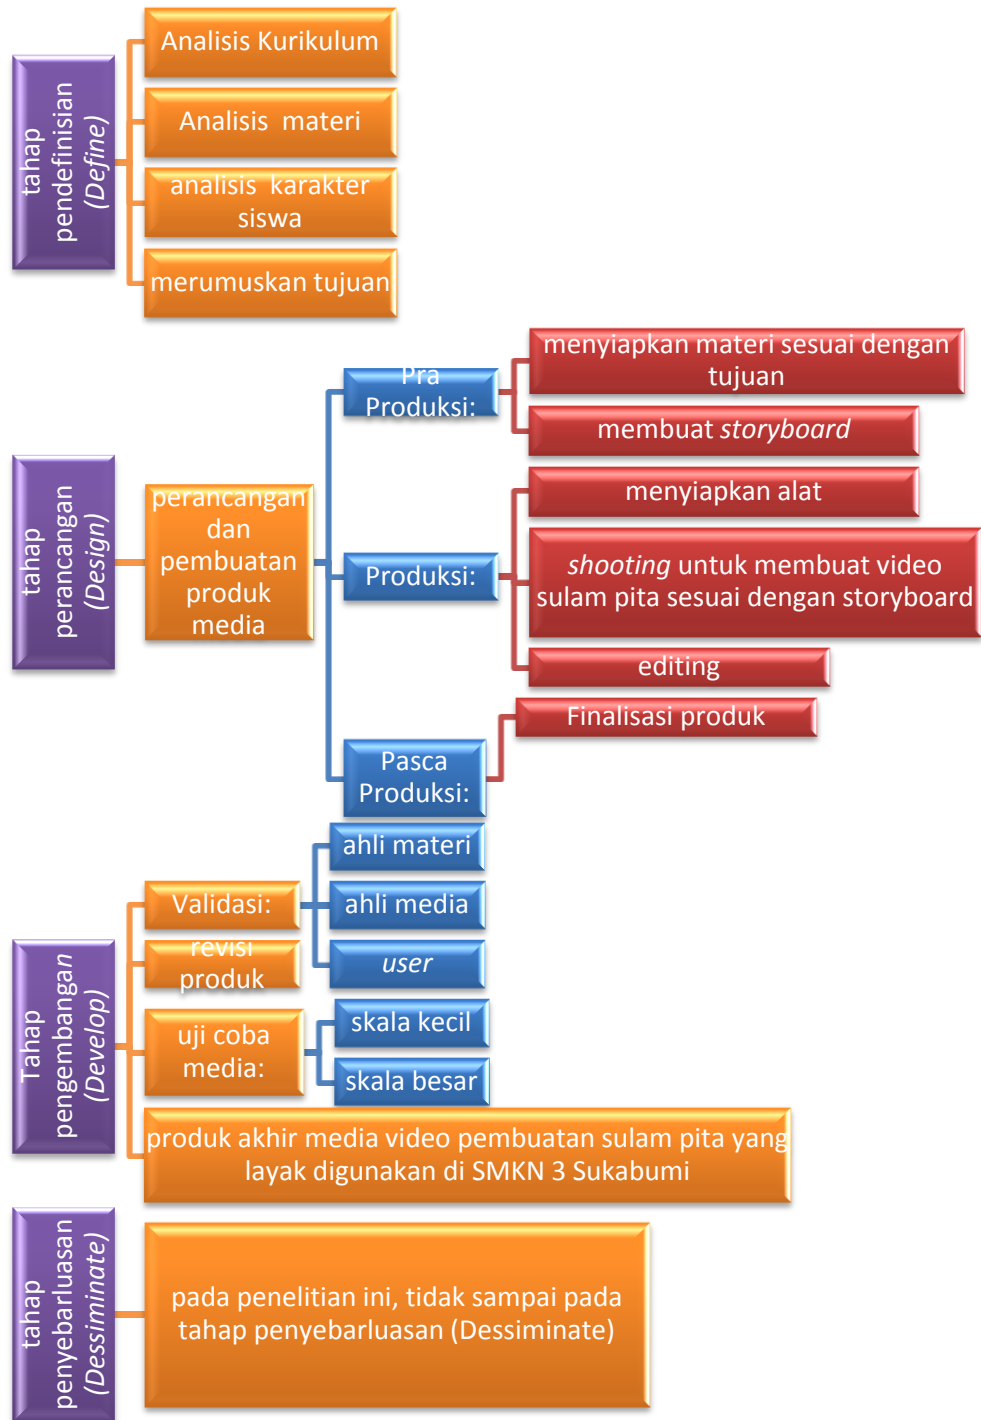 tahap
pendefinisian
(Define)
Analisis Kurikulum
Analisis materi
analisis karakter
siswa
merumuskan tujuan
tahap
perancangan
(Design)
perancangan
dan
pembuatan
produk
media
Pra
Produksi:
menyiapkan materi sesuai dengan
tujuan
membuat storyboard
Produksi:
menyiapkan alat
shooting untuk membuat video
sulam pita sesuai dengan storyboard
editing
Pasca
Produksi:
Finalisasi produk
Tahap
pengembangan
(Develop)
Validasi:
ahli materi
ahli media
user
revisi
produk
uji coba
media:
skala kecil
skala besar
produk akhir media video pembuatan sulam pita yang
layak digunakan di SMKN 3 Sukabumi
tahap
penyebarluasan
(Dessiminate)
pada penelitian ini, tidak sampai pada
tahap penyebarluasan (Dessiminate)